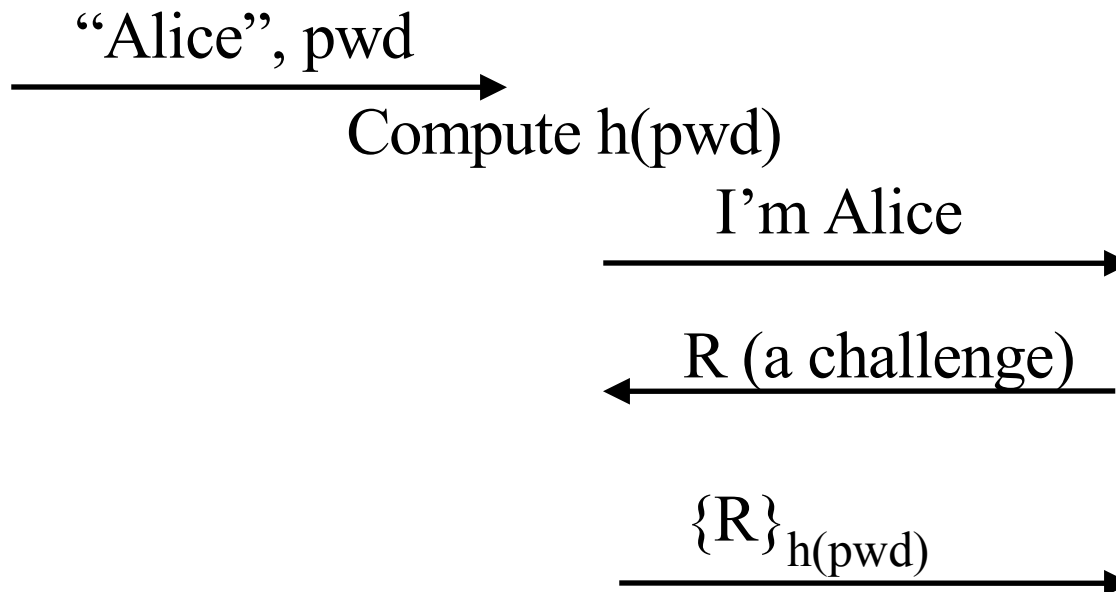 “Alice”, pwd
Compute h(pwd)
I’m Alice
R (a challenge)
{R}h(pwd)